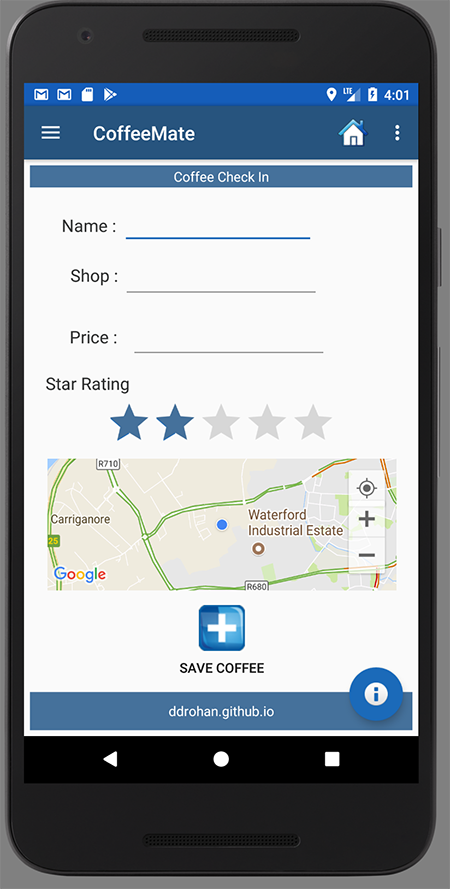 LTE 4:01
CoffeeMate
Coffee Check In
Name :
Shop :
Price :
Star Rating
R710
Carriganore
Waterford
Industrial Estate
25
Google
R680
SAVE COFFEE
ddrohan.github.io